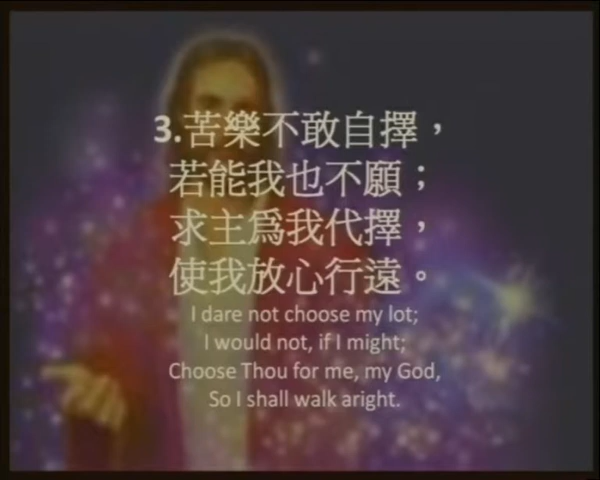 3.苦樂不敢自擇，
若能我也不願；
求主爲我代擇，
使我放心行遠。
I dare not choose my lot;
I would not, if I might;
Choose Thou for me, my God,
So I shall walk aright.